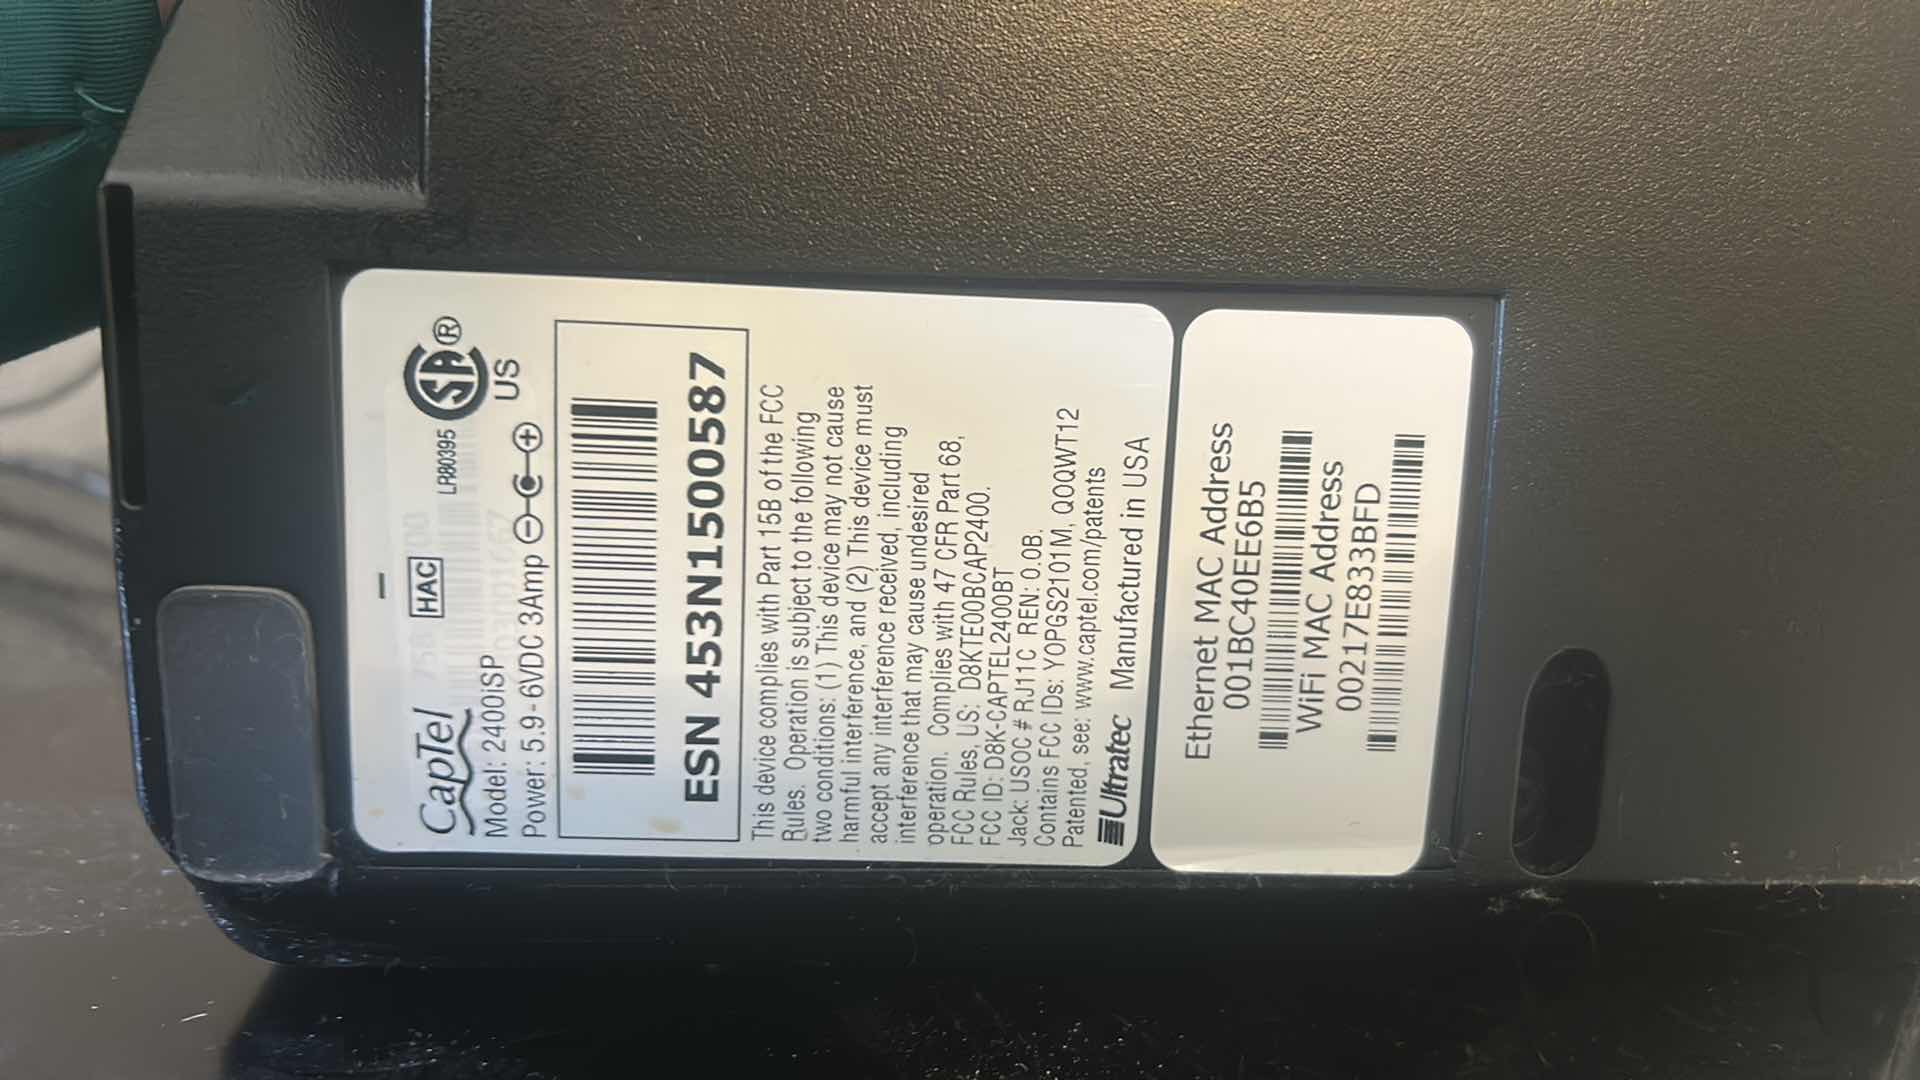 CapTel HAC LR80395 SA®
Model: 2400iSP US
Power: 5.9-6VDC 3Amp
ESN 453N1500587
This device complies with Part 15B of the FCC
Rules. Operation is subject to the following
two conditions: (1) This device may not cause
harmful interference, and (2) This device must
accept any interference received, including
interference that may cause undesired
operation. Complies with 47 CFR Part 68,
FCC Rules, US: D8KTE00BCAP2400.
FCC ID: D8K-CAPTEL2400BT
Jack: USOC# RJ11C REN: 0.0B.
Contains FCC IDs: YOPGS2101M, QOQWT12
Patented, see: www.captel.com/patents
Ultratec Manufactured in USA
Ethernet MAC Address
001BC40EE6B5
WiFi MAC Address
00217E833BFD